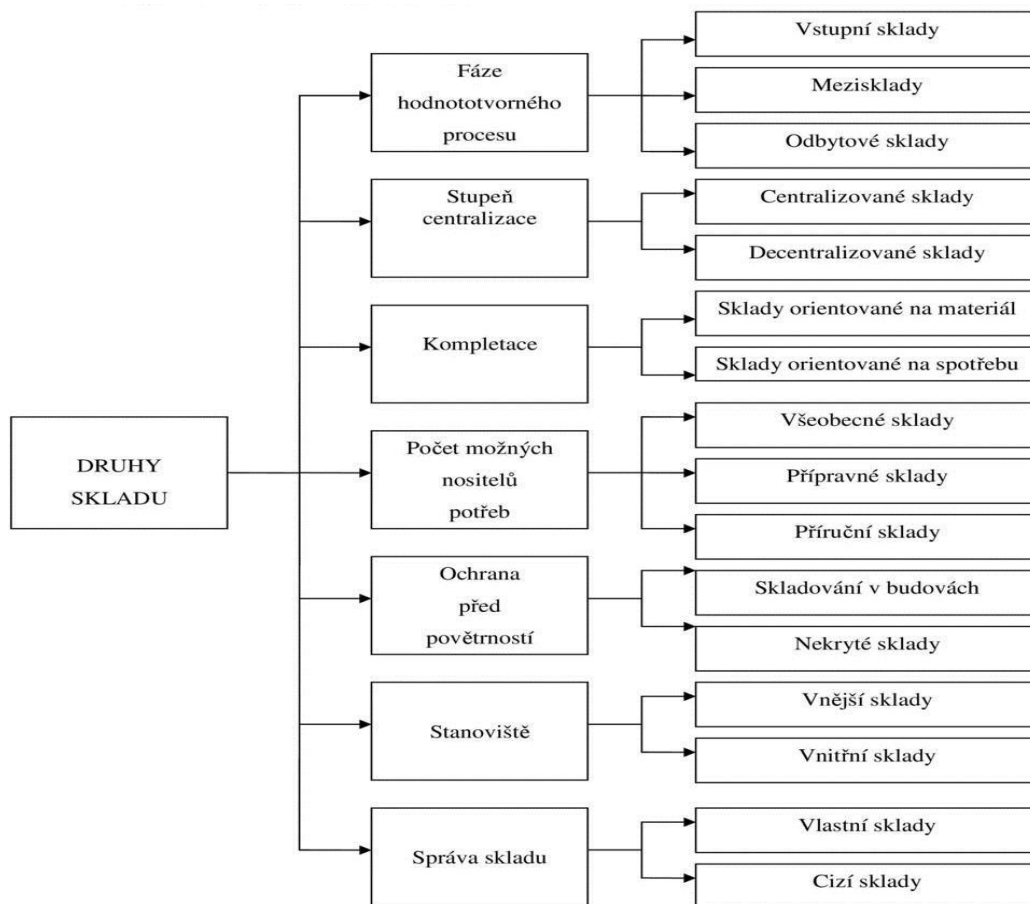 DRUHY
SKLADU
Fáze
hodnototvorného
procesu
Vstupní sklady
Mezisklady
Odbytové sklady
Stupeň
centralizace
Centralizované sklady
Decentralizované sklady
Kompletace
Sklady orientované na materiál
Sklady orientované na spotřebu
Počet možných
nositelů
potřeb
Všeobecné sklady
Přípravné sklady
Příruční sklady
Ochrana
před
povětrností
Skladování v budovách
Nekryté sklady
Stanoviště
Vnější sklady
Vnitřní sklady
Správa skladu
Vlastní sklady
Cizí sklady